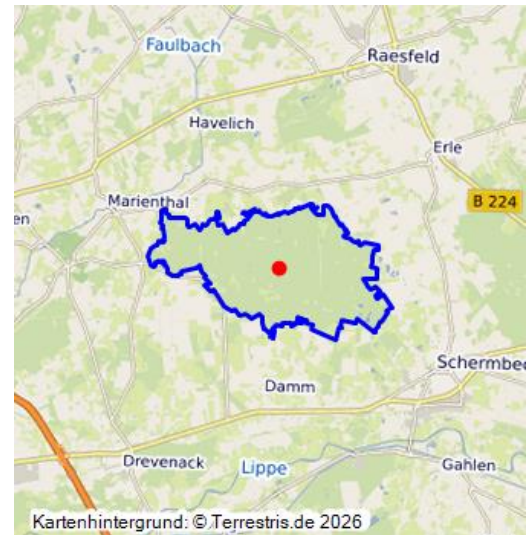 Faulbach
Raesfeld
Havelich
Erle
Marienthal
B 224
en
Schermbec
Damm
Drevenack
Lippe
Gahlen
Kartenhintergrund: © Terrestris.de 2026